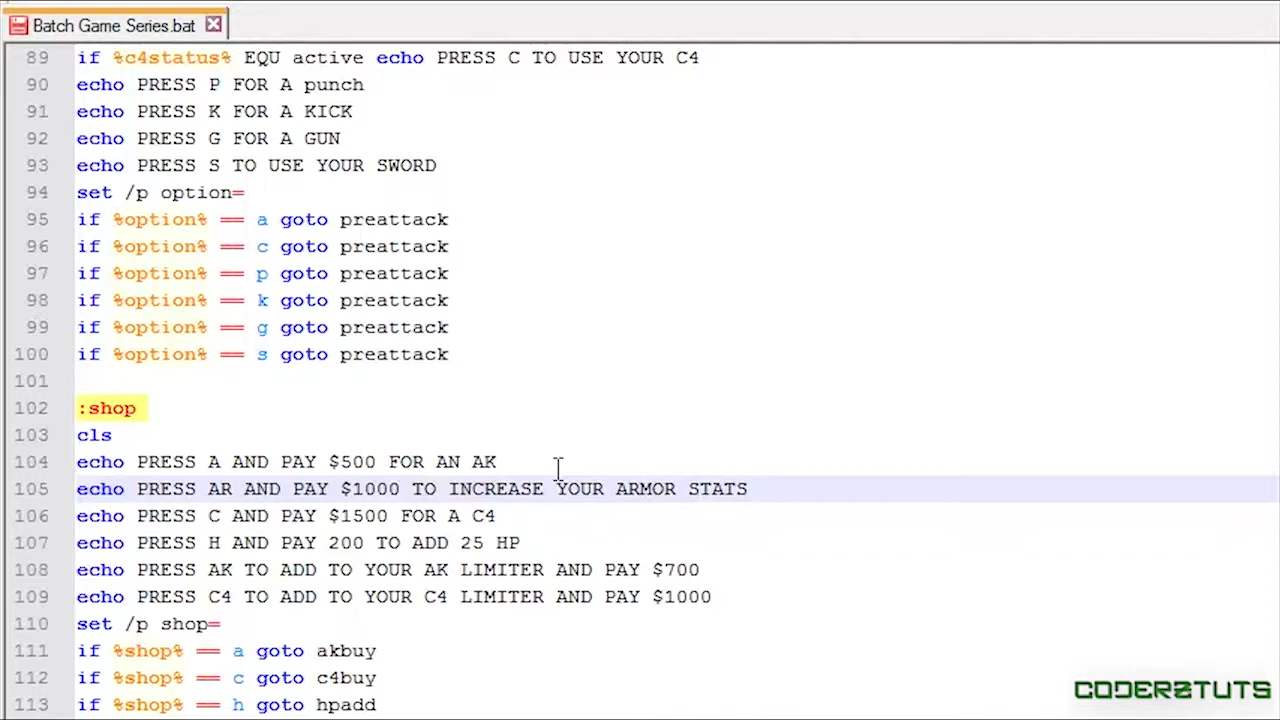 Batch Game Series.bat
89 if %c4status% EQU active echo PRESS C TO USE YOUR C4
90 echo PRESS P FOR A punch
91 echo PRESS K FOR A KICK
92 echo PRESS G FOR A GUN
93 echo PRESS S TO USE YOUR SWORD
94 set /p option=
95 if %option% == a goto preattack
96 if %option% == c goto preattack
97 if %option% == p goto preattack
98 if %option% == k goto preattack
99 if %option% == g goto preattack
100 if %option% == s goto preattack
101
102 :shop
103 cls
104 echo PRESS A AND PAY $500 FOR AN AK
105 echo PRESS AR AND PAY $1000 TO INCREASE YOUR ARMOR STATS
106 echo PRESS C AND PAY $1500 FOR A C4
107 echo PRESS H AND PAY 200 TO ADD 25 HP
108 echo PRESS AK TO ADD TO YOUR AK LIMITER AND PAY $700
109 echo PRESS C4 TO ADD TO YOUR C4 LIMITER AND PAY $1000
110 set /p shop=
111 if %shop% == a goto akbuy
112 if %shop% == c goto c4buy
113 if %shop% == h goto hpadd
CODERZTUTS